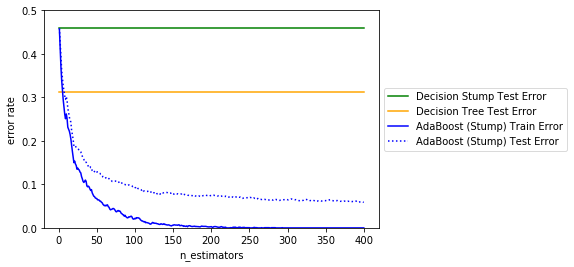 0.5
0.4
0.3
0.2
0.1
0.0
error rate
0 50 100 150 200 250 300 350 400
n_estimators
Decision Stump Test Error
Decision Tree Test Error
AdaBoost (Stump) Train Error
AdaBoost (Stump) Test Error